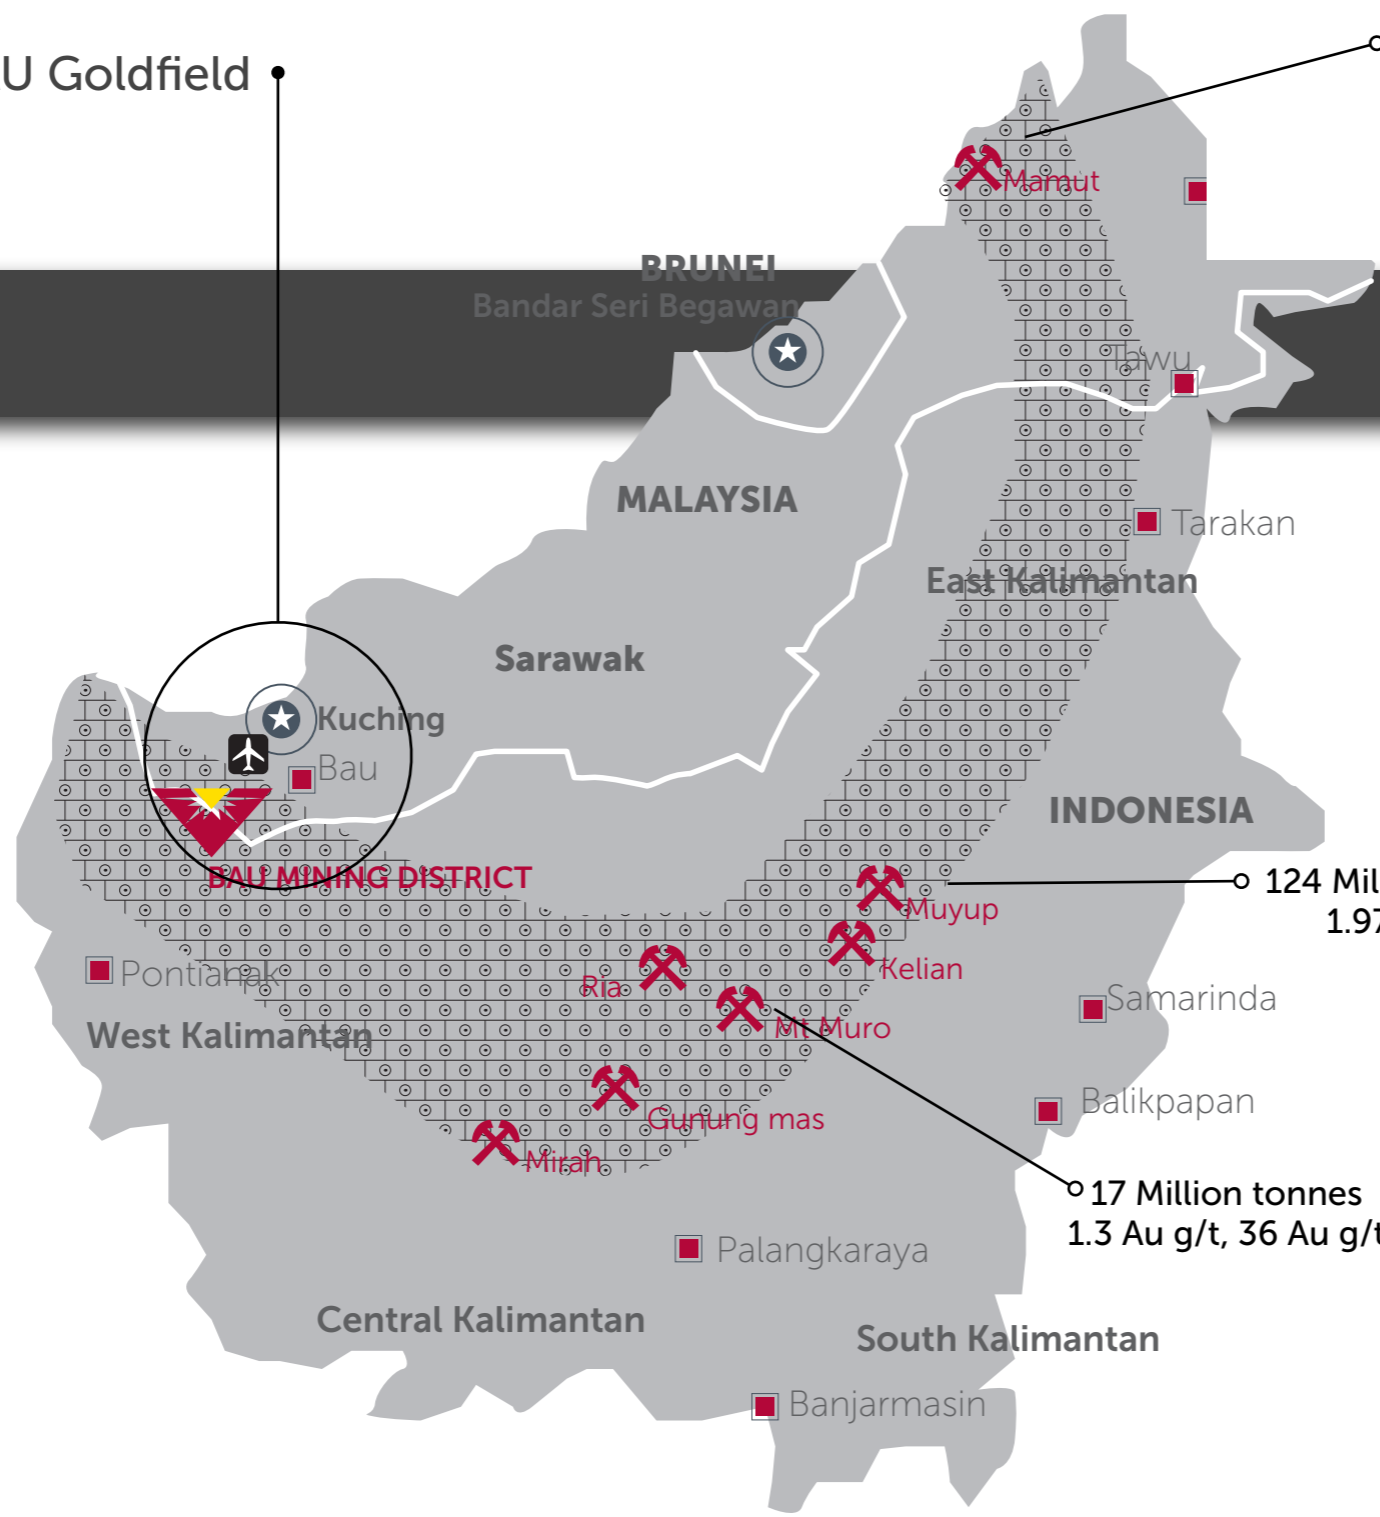 U Goldfield
Mamut
BRUNEI
Bandar Seri Begawan
Tawu
MALAYSIA
Tarakan
East Kalimantan
Sarawak
Kuching
Bau
INDONESIA
BAU MINING DISTRICT
124 Mil
1.97
Muyup
Kelian
Pontianak
Ria
Samarinda
West Kalimantan
Mt Muro
Balikpapan
Gunung mas
Mirah
17 Million tonnes
1.3 Au g/t, 36 Au g/t
Palangkaraya
Central Kalimantan
South Kalimantan
Banjarmasin